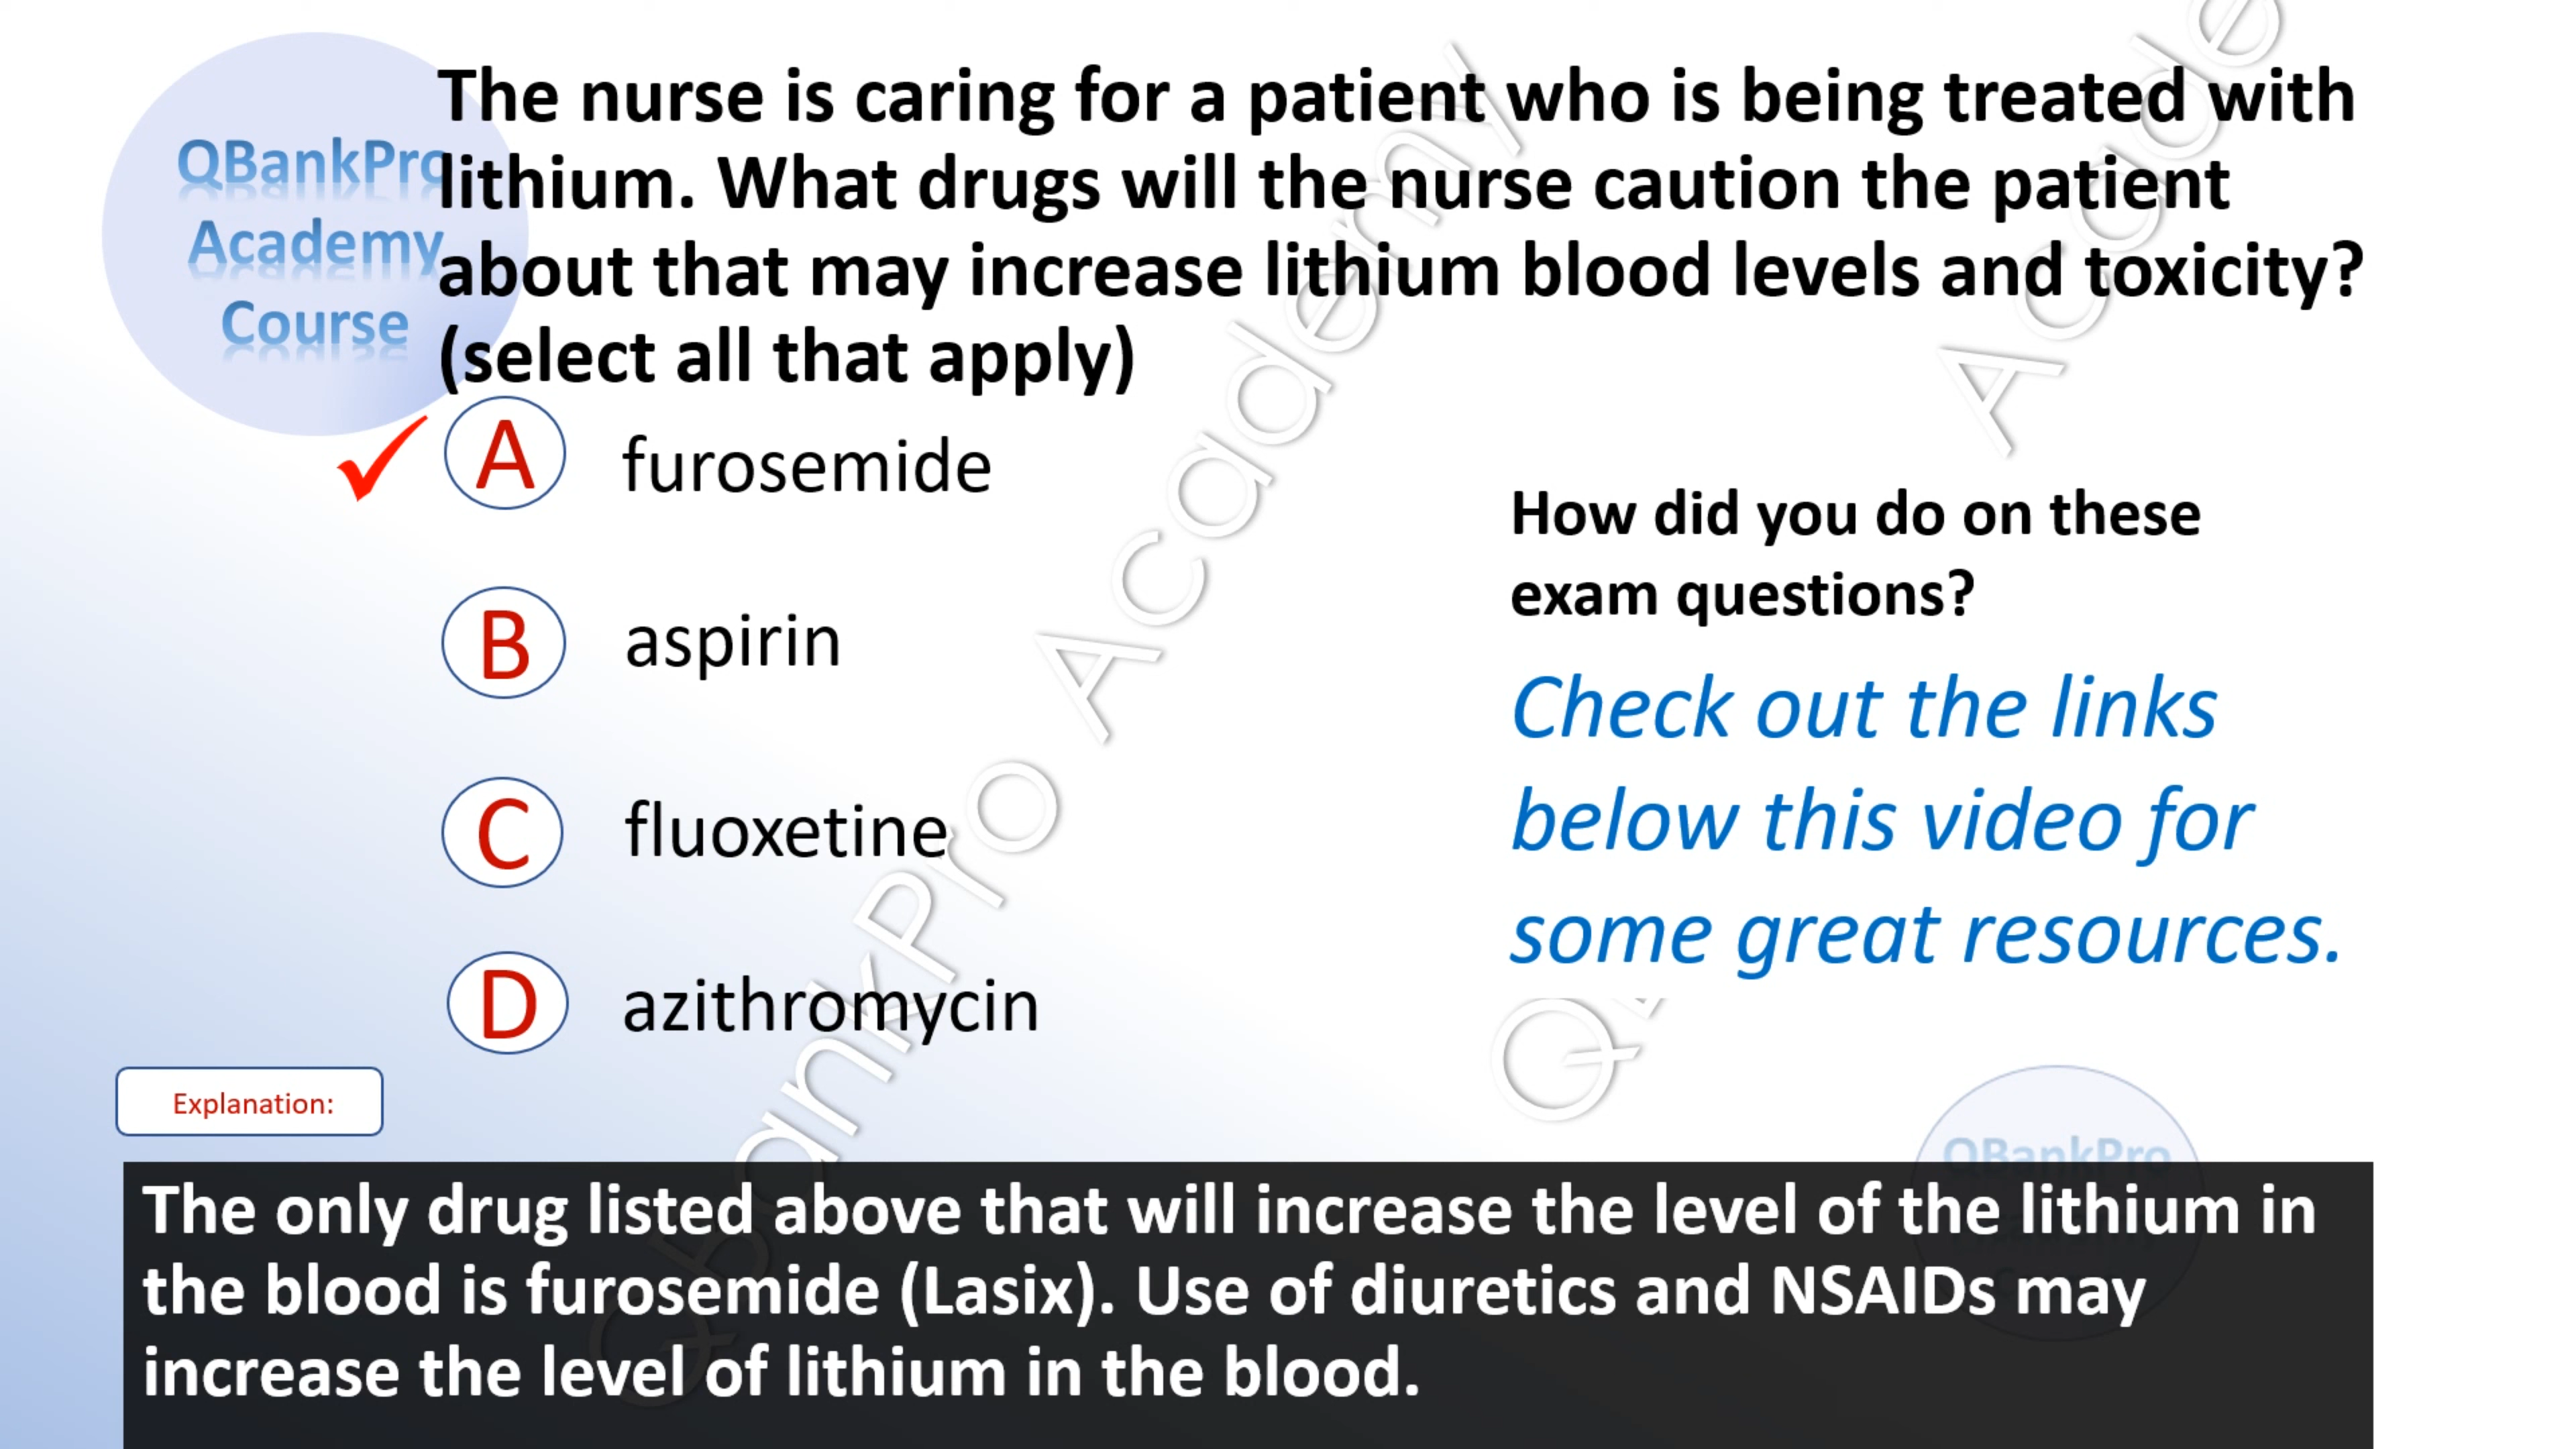 QBankPro
Academy
Course
The nurse is caring for a patient who is being treated with
lithium. What drugs will the nurse caution the patient
about that may increase lithium blood levels and toxicity?
(select all that apply)
A furosemide
B aspirin
C fluoxetine
D azithromycin
How did you do on these
exam questions?
Check out the links
below this video for
some great resources.
Explanation:
The only drug listed above that will increase the level of the lithium in
the blood is furosemide (Lasix). Use of diuretics and NSAIDs may
increase the level of lithium in the blood.
QBankPro Academy
QBankPro